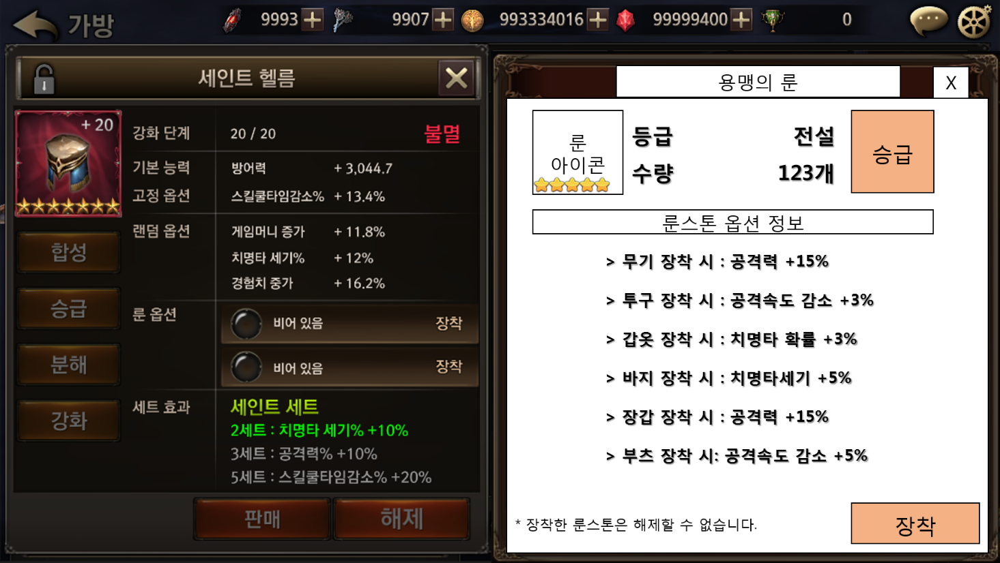 가방
9993
9907
993334016
99999400
0
세인트 헬름
+ 20
강화 단계
20 / 20
불멸
기본 능력
방어력
+ 3,044.7
고정 옵션
스킬쿨타임감소%
+ 13.4%
랜덤 옵션
게임머니 증가
+ 11.8%
치명타 세기%
+ 12%
경험치 증가
+ 16.2%
룬 옵션
비어 있음
장착
비어 있음
장착
세트 효과
세인트 세트
2세트 : 치명타 세기% +10%
3세트 : 공격력% +10%
5세트 : 스킬쿨타임감소% +20%
합성
승급
분해
강화
판매
해제
용맹의 룬
X
룬
아이콘
등급
전설
수량
123개
승급
룬스톤 옵션 정보
> 무기 장착 시 : 공격력 +15%
> 투구 장착 시 : 공격속도 감소 +3%
> 갑옷 장착 시 : 치명타 확률 +3%
> 바지 장착 시 : 치명타세기 +5%
> 장갑 장착 시 : 공격력 +15%
> 부츠 장착 시: 공격속도 감소 +5%
* 장착한 룬스톤은 해제할 수 없습니다.
장착